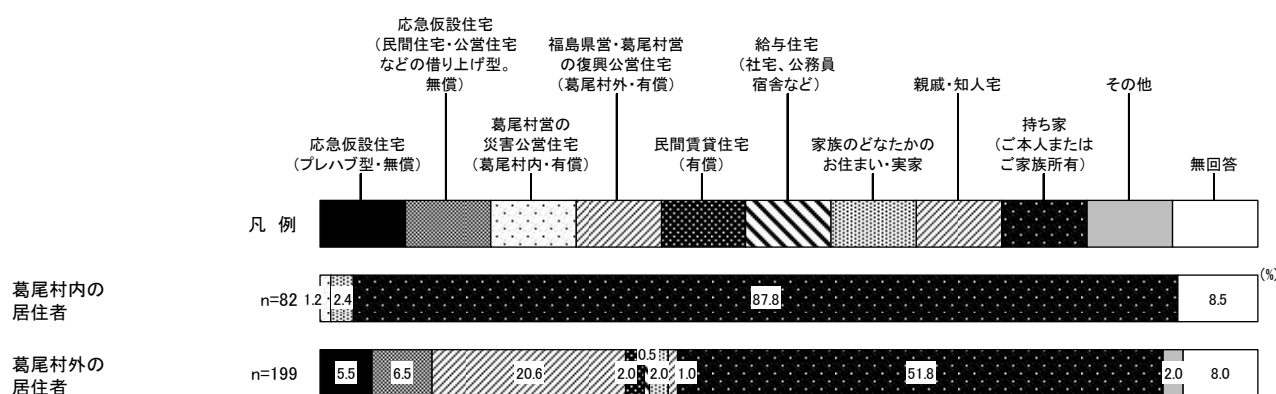 応急仮設住宅
(民間住宅・公営住宅
などの借り上げ型。
無償)
福島県営・葛尾村営
の復興公営住宅
(葛尾村外・有償)
給与住宅
(社宅、公務員
宿舎など)
親戚・知人宅
その他
応急仮設住宅
(プレハブ型・無償)
葛尾村営の
災害公営住宅
(葛尾村内・有償)
民間賃貸住宅
(有償)
家族のどなたかの
お住まい・実家
持ち家
(ご本人または
ご家族所有)
無回答
凡 例
(%)
葛尾村内の
居住者
n=82
1.2
2.4
87.8
8.5
葛尾村外の
居住者
n=199
5.5
6.5
20.6
2.0
0.5
2.0
1.0
51.8
2.0
8.0